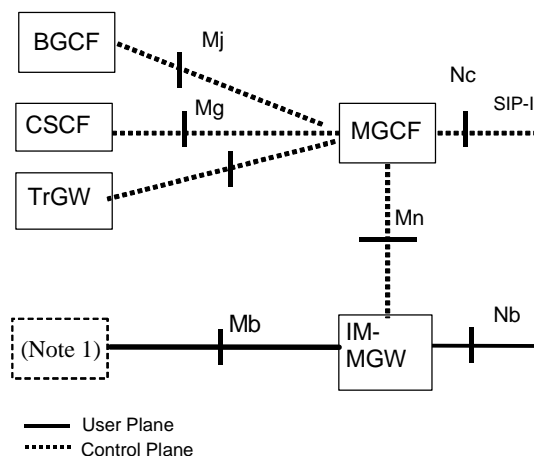 BGCF
Mj
CSCF
Mg
Nc
SIP-I
MGCF
TrGW
Mn
(Note 1)
Mb
IM-
MGW
Nb
User Plane
Control Plane